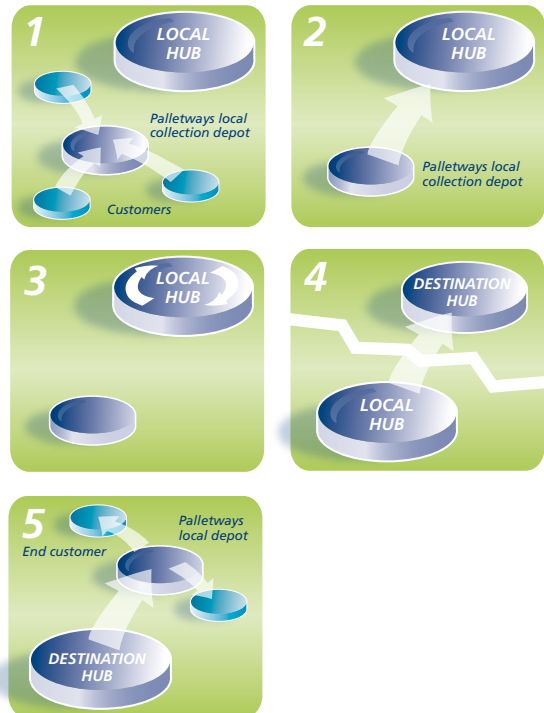 1
LOCAL
HUB
Palletways local
collection depot
Customers
2
LOCAL
HUB
Palletways local
collection depot
3
LOCAL
HUB
4
DESTINATION
HUB
LOCAL
HUB
5
Palletways
local depot
End customer
DESTINATION
HUB